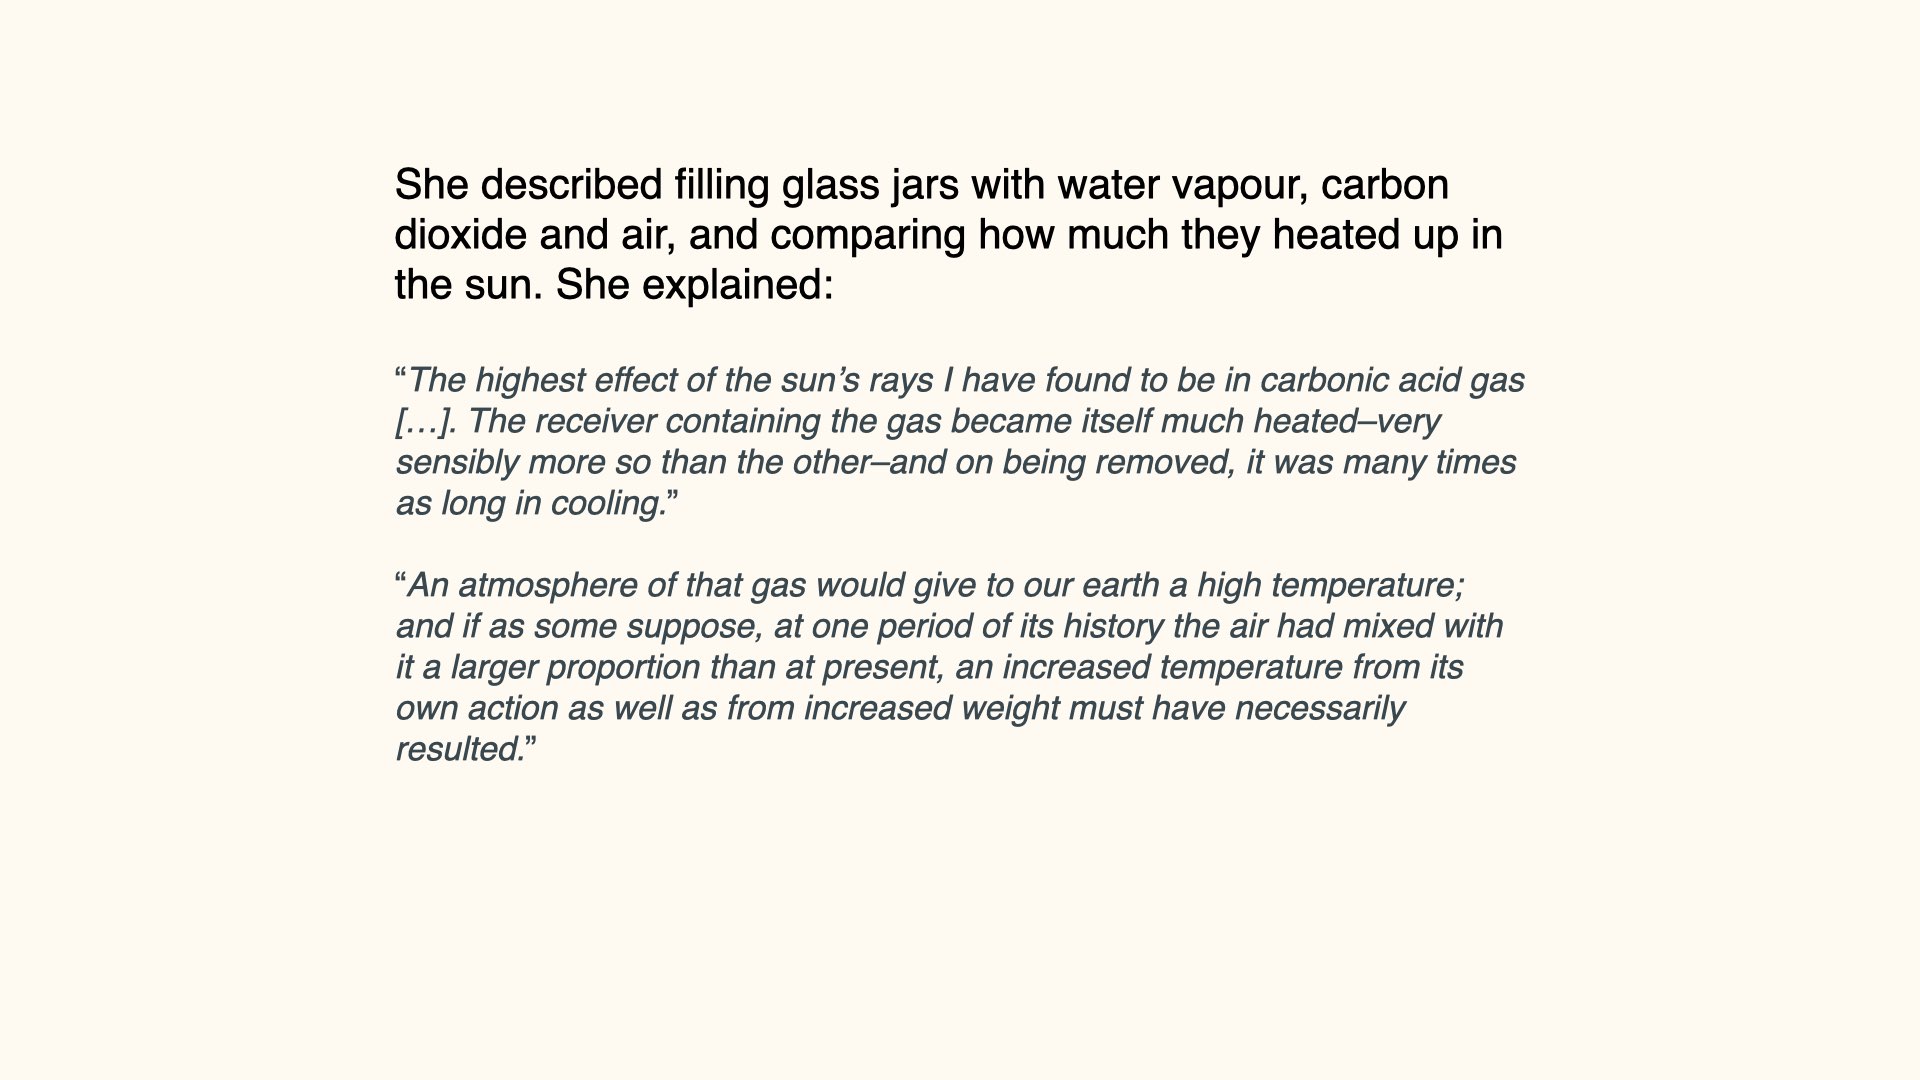 She described filling glass jars with water vapour, carbon
dioxide and air, and comparing how much they heated up in
the sun. She explained:
“The highest effect of the sun’s rays I have found to be in carbonic acid gas
[…]. The receiver containing the gas became itself much heated–very
sensibly more so than the other–and on being removed, it was many times
as long in cooling.”
“An atmosphere of that gas would give to our earth a high temperature;
and if as some suppose, at one period of its history the air had mixed with
it a larger proportion than at present, an increased temperature from its
own action as well as from increased weight must have necessarily
resulted.”